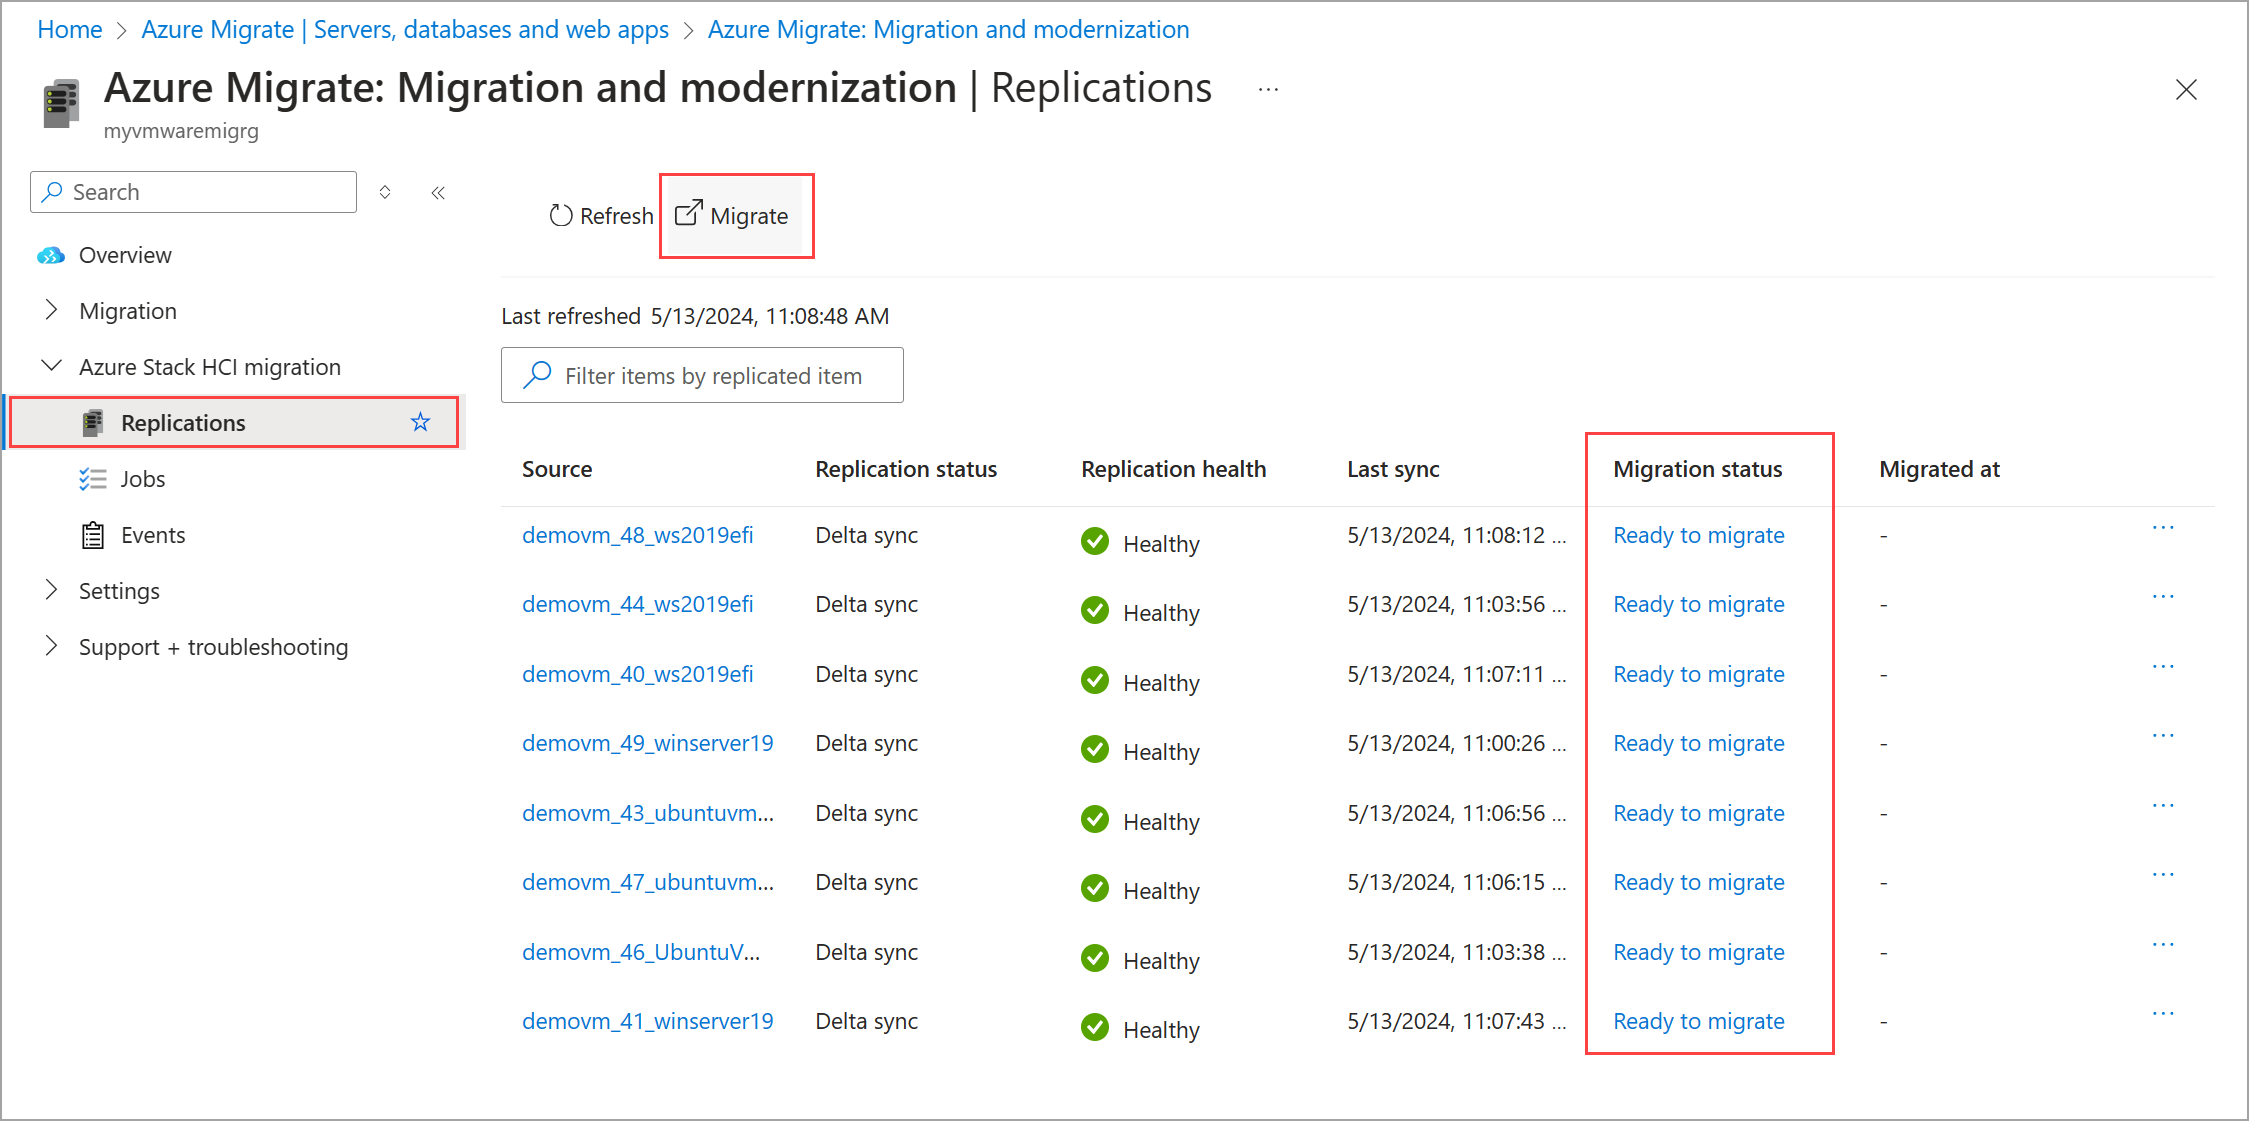 Home > Azure Migrate | Servers, databases and web apps > Azure Migrate: Migration and modernization
Azure Migrate: Migration and modernization | Replications ...
myvmwaremigrg
Search
Overview
Migration
Azure Stack HCI migration
Replications
Jobs
Events
Settings
Support + troubleshooting
Refresh Migrate
Last refreshed 5/13/2024, 11:08:48 AM
Filter items by replicated item
Source Replication status Replication health Last sync Migration status Migrated at
demovm_48_ws2019efi Delta sync Healthy 5/13/2024, 11:08:12 ... Ready to migrate - ...
demovm_44_ws2019efi Delta sync Healthy 5/13/2024, 11:03:56 ... Ready to migrate - ...
demovm_40_ws2019efi Delta sync Healthy 5/13/2024, 11:07:11 ... Ready to migrate - ...
demovm_49_winserver19 Delta sync Healthy 5/13/2024, 11:00:26 ... Ready to migrate - ...
demovm_43_ubuntuvm... Delta sync Healthy 5/13/2024, 11:06:56 ... Ready to migrate - ...
demovm_47_ubuntuvm... Delta sync Healthy 5/13/2024, 11:06:15 ... Ready to migrate - ...
demovm_46_UbuntuV... Delta sync Healthy 5/13/2024, 11:03:38 ... Ready to migrate - ...
demovm_41_winserver19 Delta sync Healthy 5/13/2024, 11:07:43 ... Ready to migrate - ...